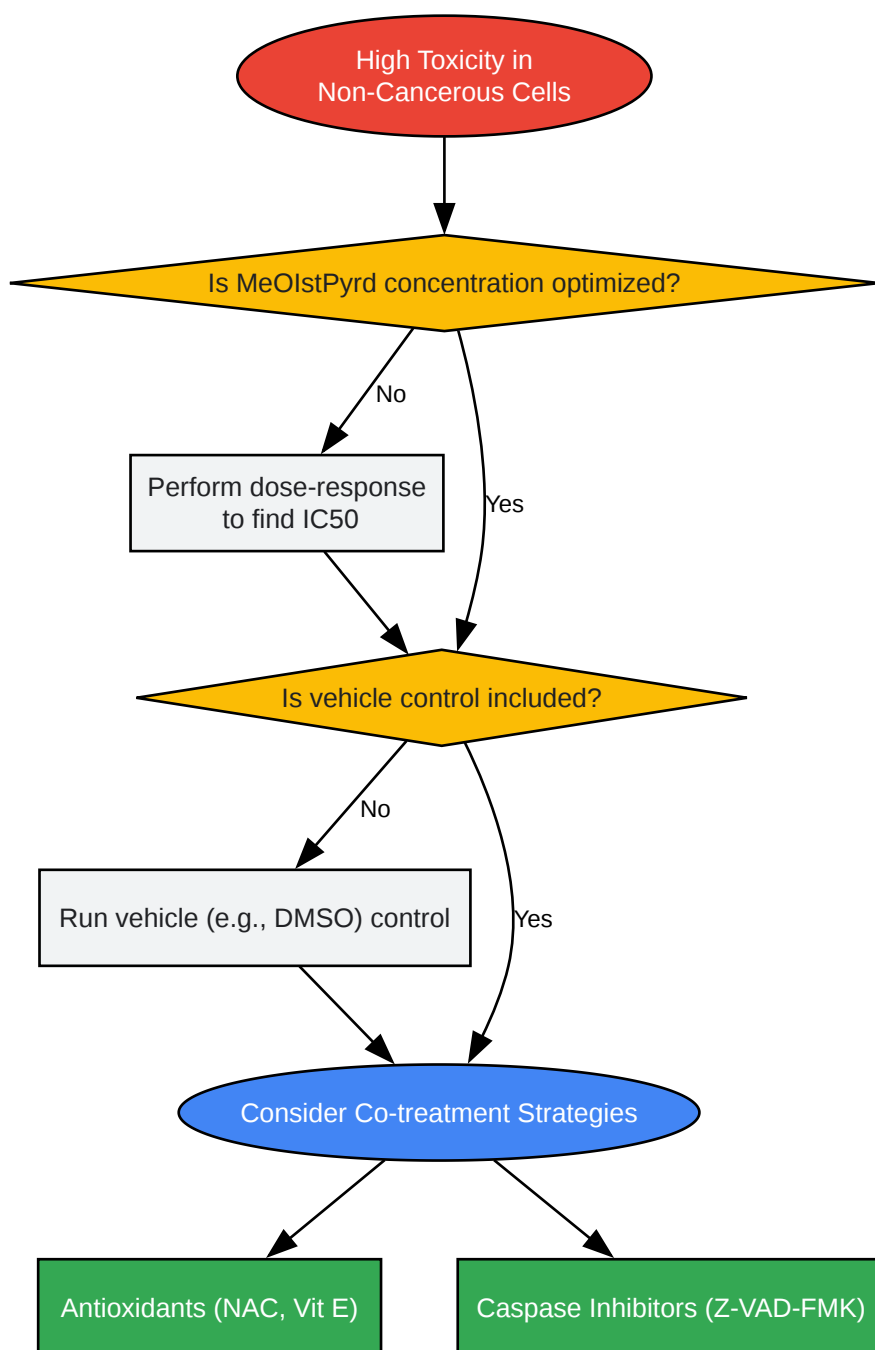 High Toxicity in
Non-Cancerous Cells
Is MeOIstPyrd concentration optimized?
No
Perform dose-response
to find IC50
Yes
Is vehicle control included?
No
Run vehicle (e.g., DMSO) control
Yes
Consider Co-treatment Strategies
Antioxidants (NAC, Vit E)
Caspase Inhibitors (Z-VAD-FMK)